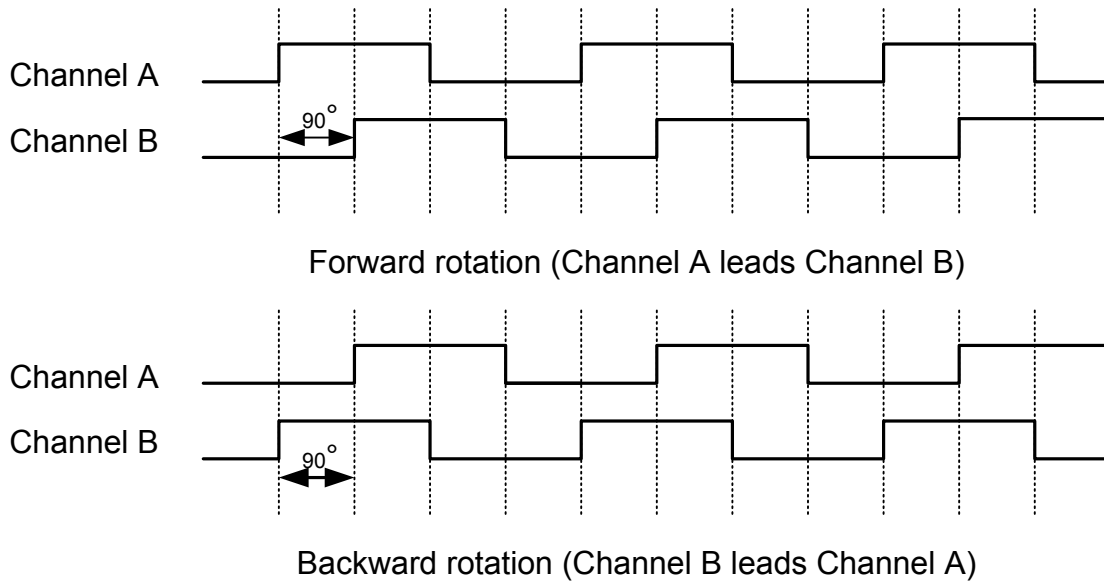 Channel A
90°
Channel B
Forward rotation (Channel A leads Channel B)
Channel A
Channel B
90°
Backward rotation (Channel B leads Channel A)